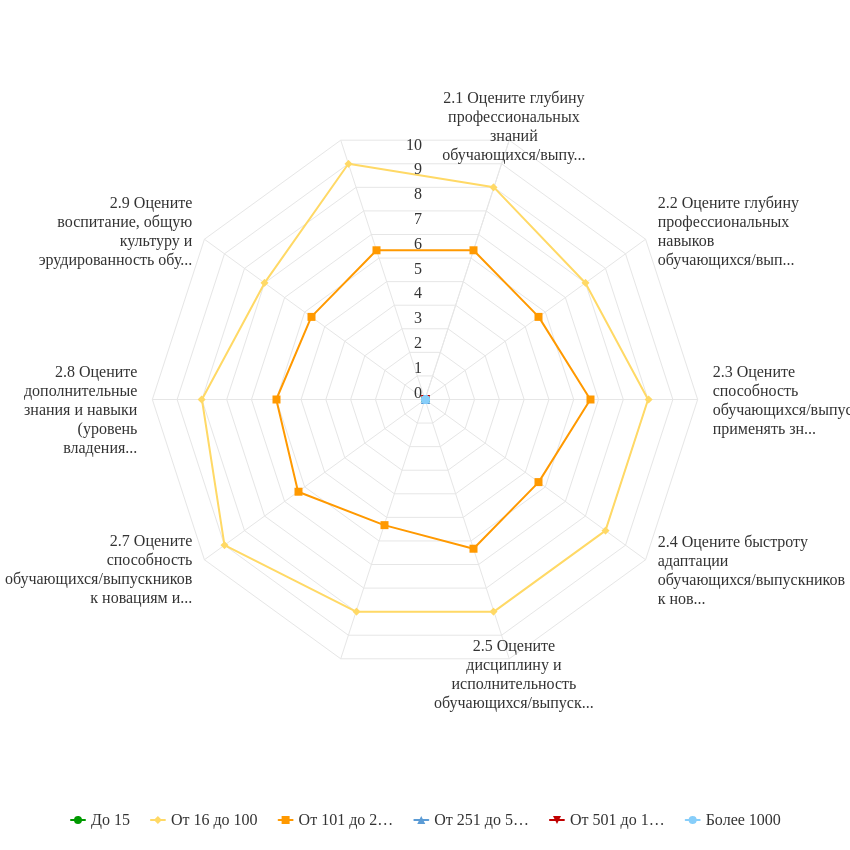 2.1 Оцените глубину
профессиональных
знаний
обучающихся/выпу...
10
9
8
7
6
5
4
3
2
1
0
2.2 Оцените глубину
профессиональных
навыков
обучающихся/вып...
2.3 Оцените
способность
обучающихся/выпус
применять зн...
2.4 Оцените быстроту
адаптации
обучающихся/выпускников
к нов...
2.5 Оцените
дисциплину и
исполнительность
обучающихся/выпуск...
2.7 Оцените
способность
обучающихся/выпускников
к новациям и...
2.8 Оцените
дополнительные
знания и навыки
(уровень
владения...
2.9 Оцените
воспитание, общую
культуру и
эрудированность обу...
До 15 От 16 до 100 От 101 до 2… От 251 до 5… От 501 до 1… Более 1000